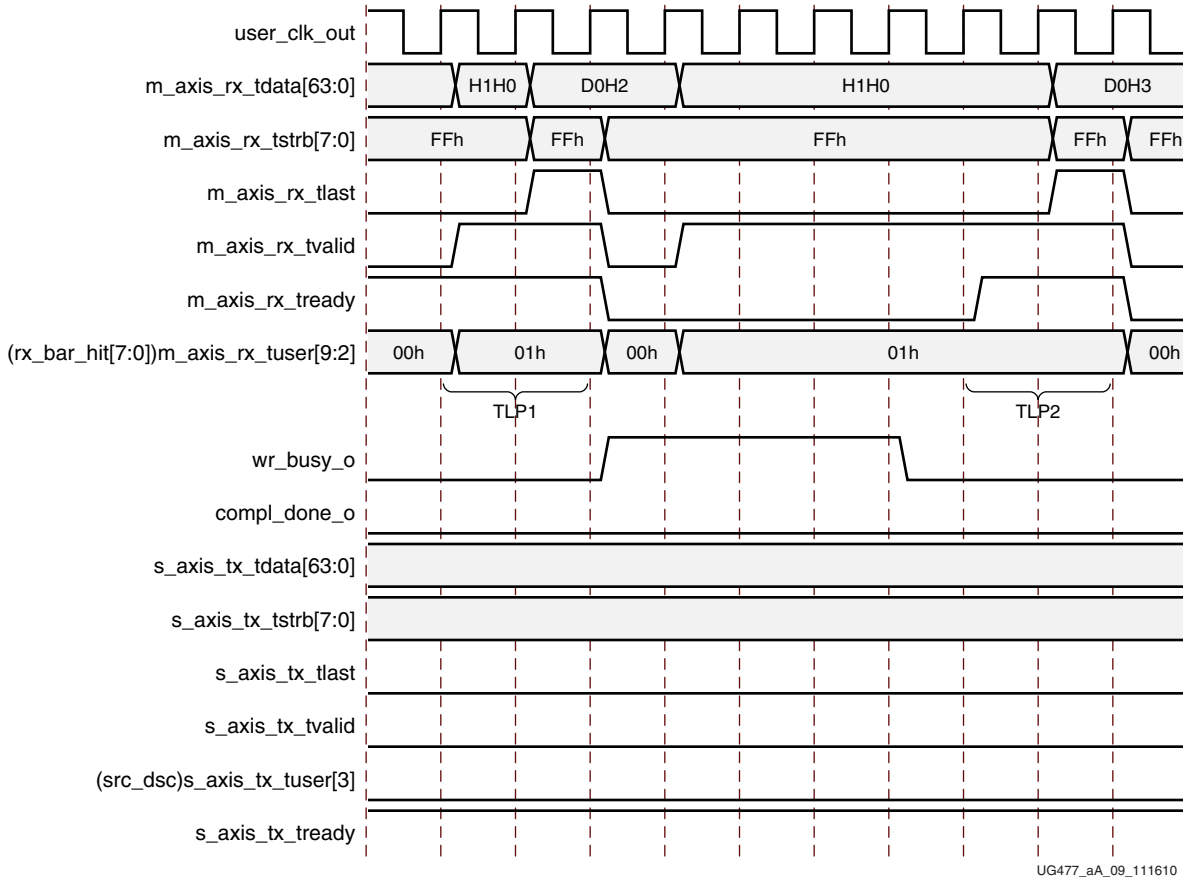 user_clk_out
m_axis_rx_tdata[63:0] H1H0 D0H2 H1H0 D0H3
m_axis_rx_tstrb[7:0] FFh FFh FFh FFh FFh
m_axis_rx_tlast
m_axis_rx_tvalid
m_axis_rx_tready
(rx_bar_hit[7:0])m_axis_rx_tuser[9:2] 00h 01h 00h 01h 00h
TLP1 TLP2
wr_busy_o
compl_done_o
s_axis_tx_tdata[63:0]
s_axis_tx_tstrb[7:0]
s_axis_tx_tlast
s_axis_tx_tvalid
(src_dsc)s_axis_tx_tuser[3]
s_axis_tx_tready
UG477_aA_09_111610